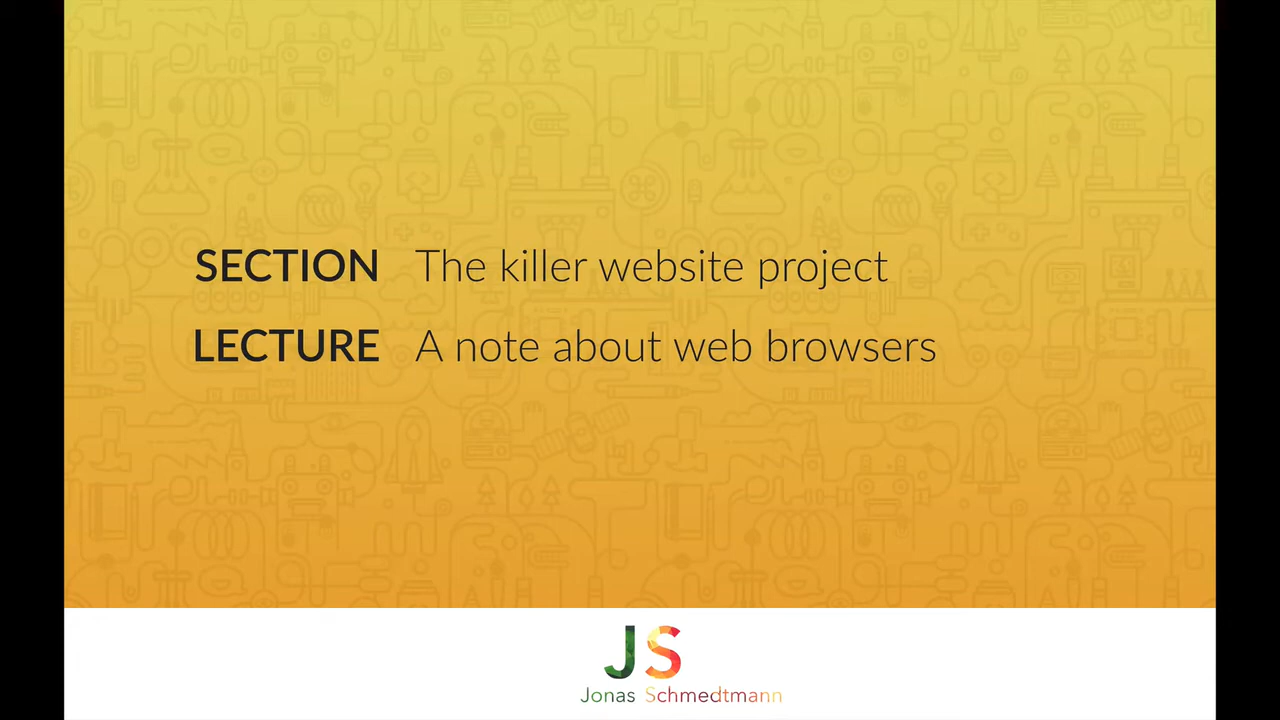 SECTION The killer website project
LECTURE A note about web browsers
JS
Jonas Schmedtmann